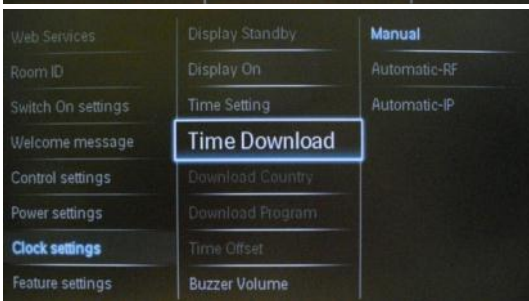 Web Services
Room ID
Switch On settings
Welcome message
Control settings
Power settings
Clock settings
Feature settings
Display Standby
Display On
Time Setting
Time Download
Download Country
Download Program
Time Offset
Buzzer Volume
Manual
Automatic-RF
Automatic-IP